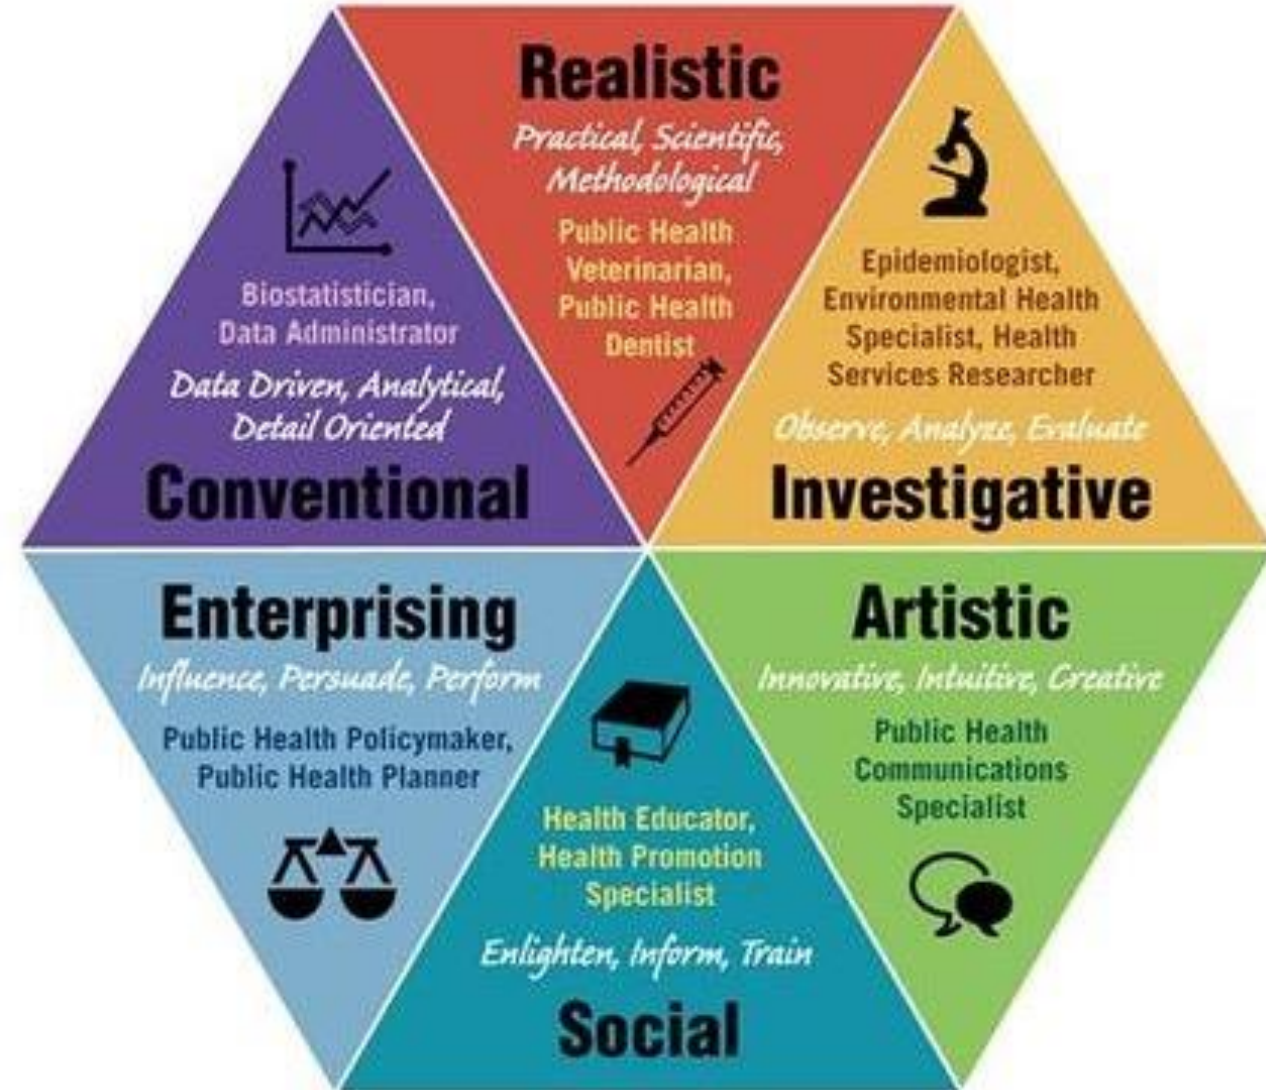 Realistic
Practical, Scientific,
Methodological
Public Health
Veterinarian,
Public Health
Dentist
Epidemiologist,
Environmental Health
Specialist, Health
Services Researcher
Observe, Analyze, Evaluate
Investigative
Artistic
Innovative, Intuitive, Creative
Public Health
Communications
Specialist
Health Educator,
Health Promotion
Specialist
Enlighten, Inform, Train
Social
Enterprising
Influence, Persuade, Perform
Public Health Policymaker,
Public Health Planner
Biostatistician,
Data Administrator
Data Driven, Analytical,
Detail Oriented
Conventional